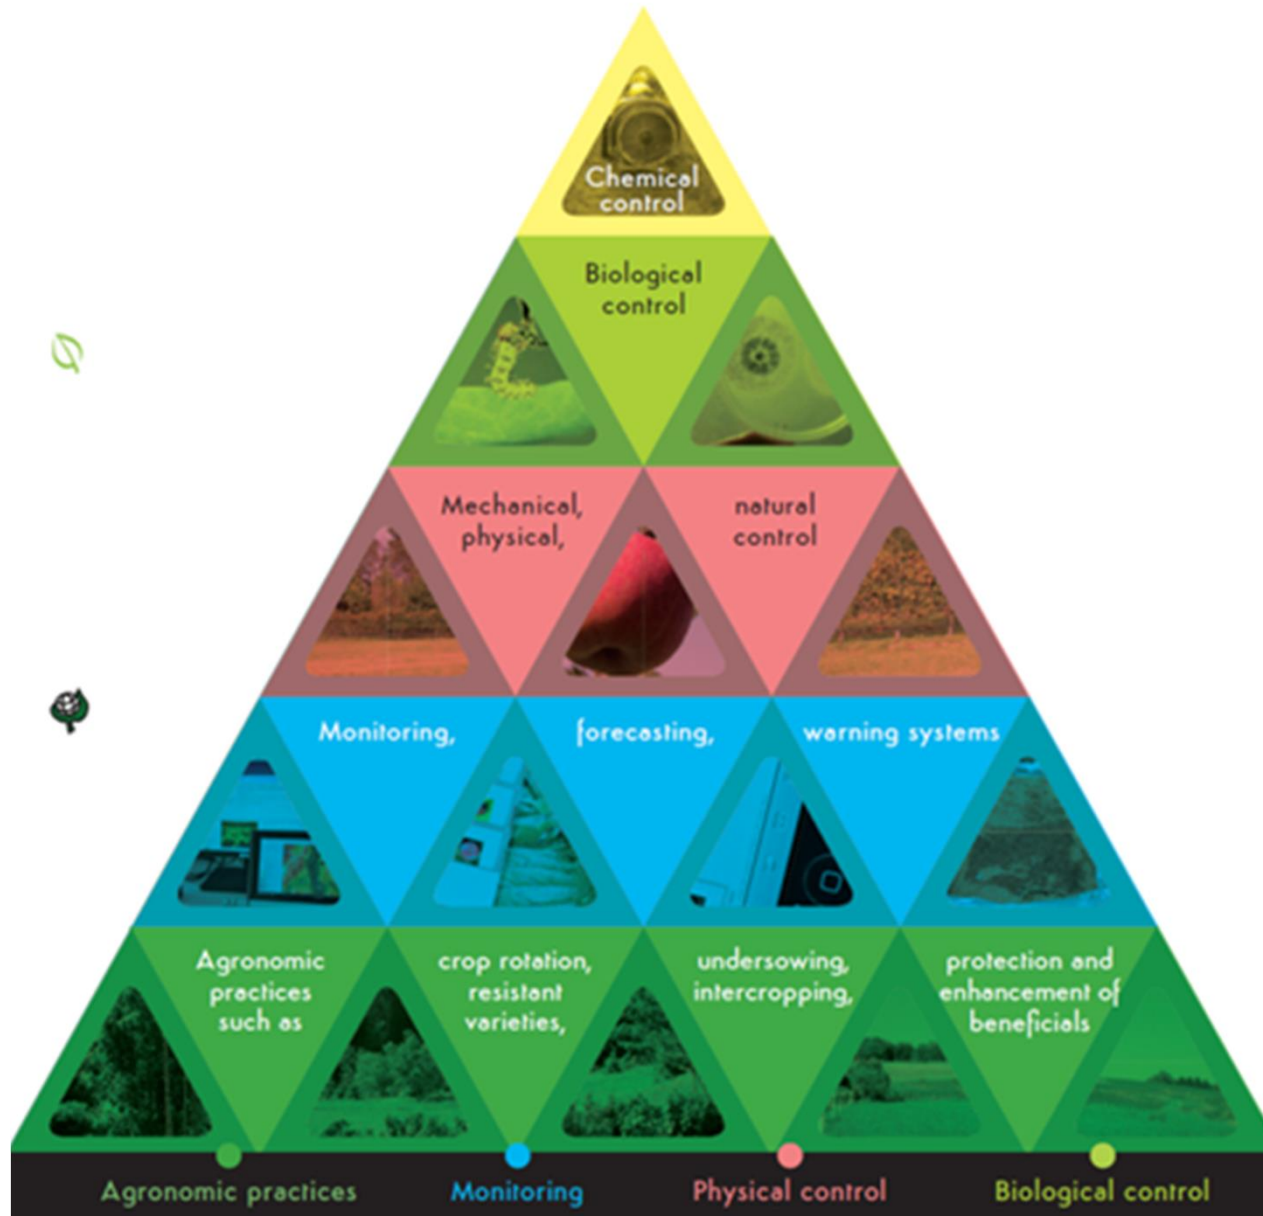 Chemical
control
Biological
control
Mechanical,
physical,
natural
control
Monitoring,
forecasting,
warning systems
Agronomic
practices
such as
crop rotation,
resistant
varieties,
undersowing,
intercropping,
protection and
enhancement of
beneficials
Agronomic practices
Monitoring
Physical control
Biological control